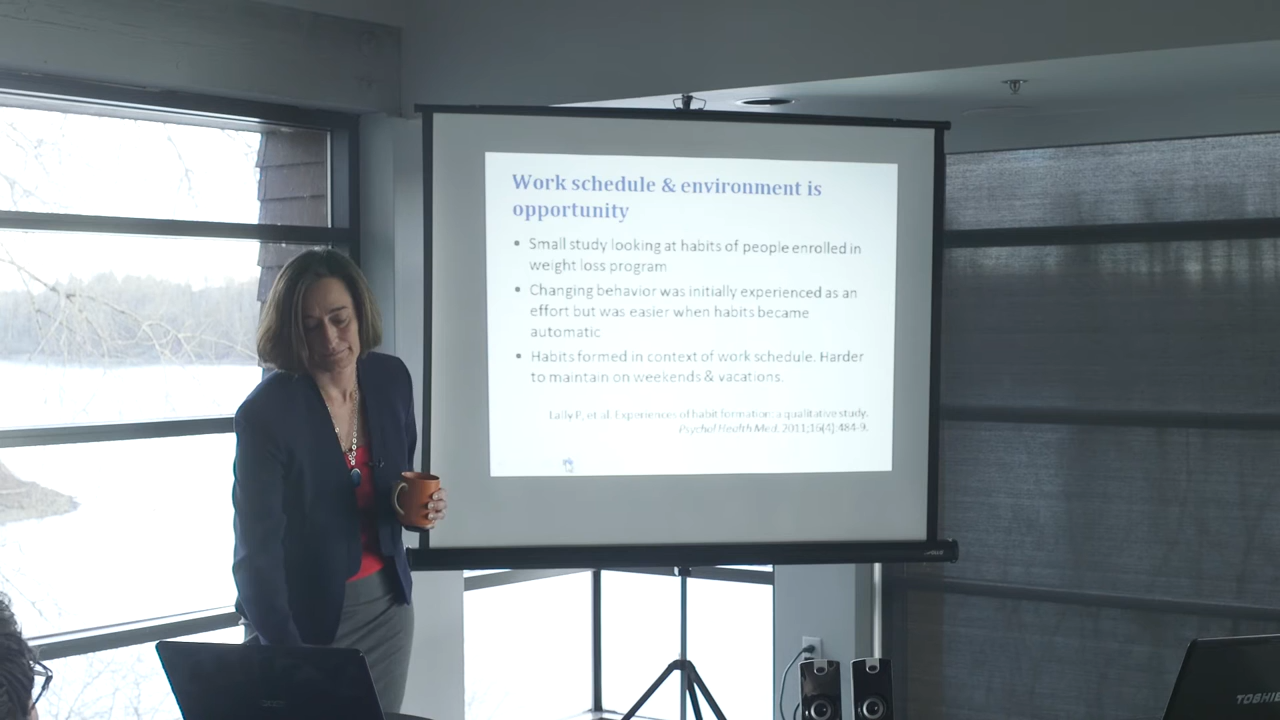 Work schedule & environment is
opportunity
• Small study looking at habits of people enrolled in
weight loss program
• Changing behavior was initially experienced as an
effort but was easier when habits became
automatic
• Habits formed in context of work schedule. Harder
to maintain on weekends & vacations.
Lally P, et al. Experiences of habit formation: a qualitative study.
Psychol Health Med. 2011;16(4):484-9.
TOSHIB